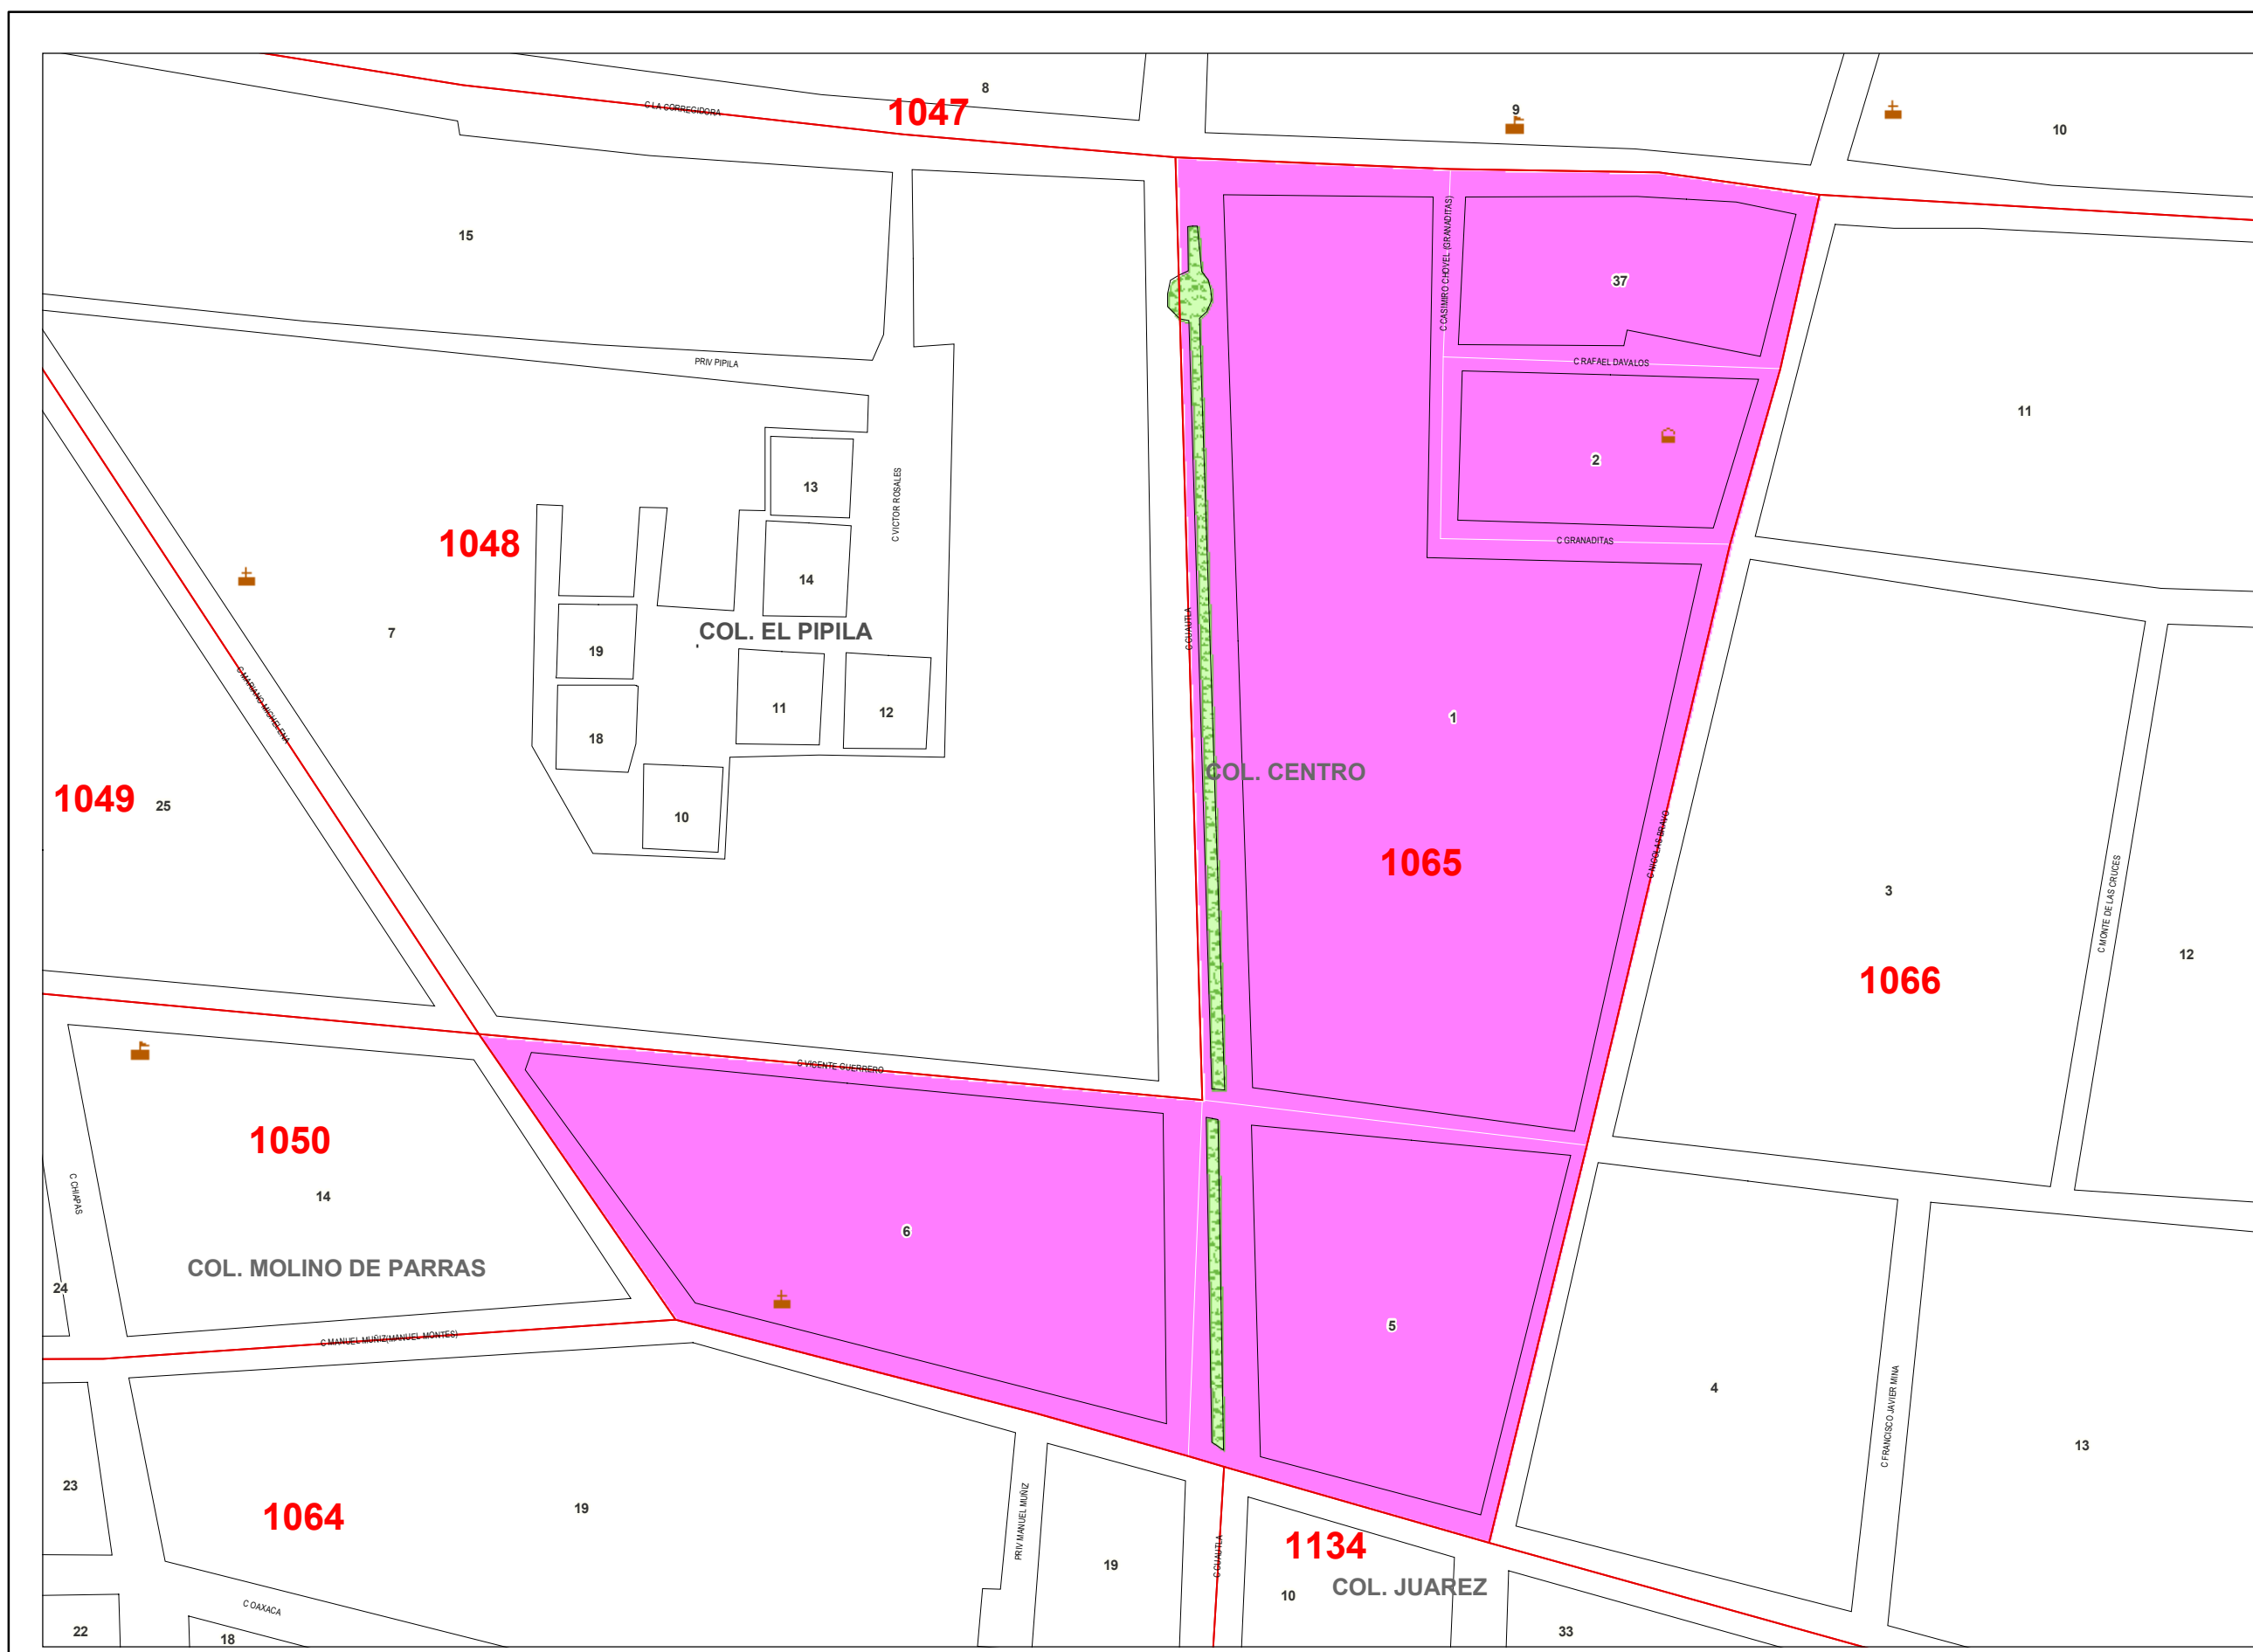 8
C LA CORREGIDORA
1047
9
10
15
C CASIMIRO CHOVEL (GRANADITAS)
37
PRIV PIPILA
C RAFAEL DAVALOS
11
2
13
C VICTOR ROSALES
1048
C GRANADITAS
14
7
COL. EL PIPILA
C CUAUTLA
19
C MARIANO MICHELENA
11
12
1
18
COL. CENTRO
1049
25
10
1065
C NICOLAS BRAVO
3
C MONTE DE LAS CRUCES
12
1066
C VICENTE GUERRERO
1050
C CHIAPAS
14
6
COL. MOLINO DE PARRAS
24
5
C MANUEL MUÑIZ(MANUEL MONTES)
4
C FRANCISCO JAVIER MINA
13
23
1064
19
PRIV MANUEL MUÑIZ
19
C CUAUTLA
1134
COL. JUAREZ
10
C OAXACA
22
18
33